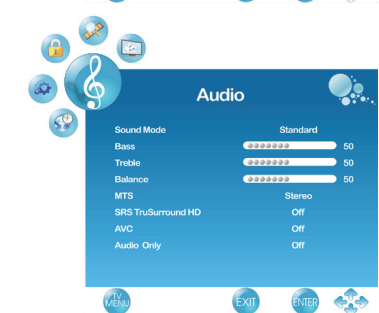 Audio
Sound Mode Standard
Bass 50
Treble 50
Balance 50
MTS Stereo
SRS TruSurround HD Off
AVC Off
Audio Only Off
TV MENU EXIT ENTER